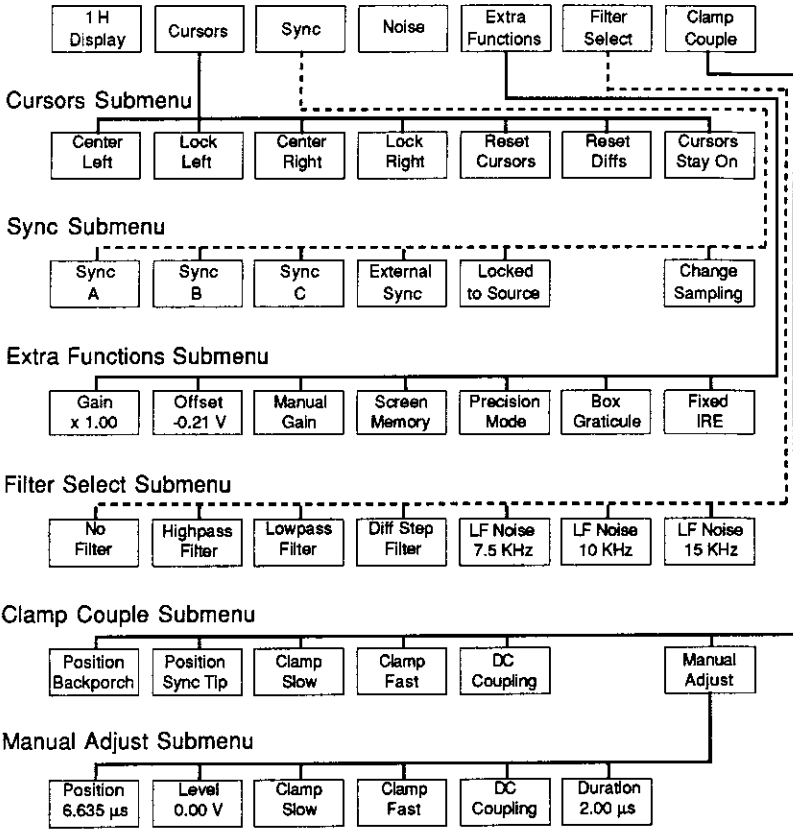 1 H
Display
Cursors
Sync
Noise
Extra
Functions
Filter
Select
Clamp
Couple
Cursors Submenu
Center
Left
Lock
Left
Center
Right
Lock
Right
Reset
Cursors
Reset
Diffs
Cursors
Stay On
Sync Submenu
Sync
A
Sync
B
Sync
C
External
Sync
Locked
to Source
Change
Sampling
Extra Functions Submenu
Gain
x 1.00
Offset
-0.21 V
Manual
Gain
Screen
Memory
Precision
Mode
Box
Graticule
Fixed
IRE
Filter Select Submenu
No
Filter
Highpass
Filter
Lowpass
Filter
Diff Step
Filter
LF Noise
7.5 KHz
LF Noise
10 KHz
LF Noise
15 KHz
Clamp Couple Submenu
Position
Backporch
Position
Sync Tip
Clamp
Slow
Clamp
Fast
DC
Coupling
Manual
Adjust
Manual Adjust Submenu
Position
6.635 µs
Level
0.00 V
Clamp
Slow
Clamp
Fast
DC
Coupling
Duration
2.00 µs